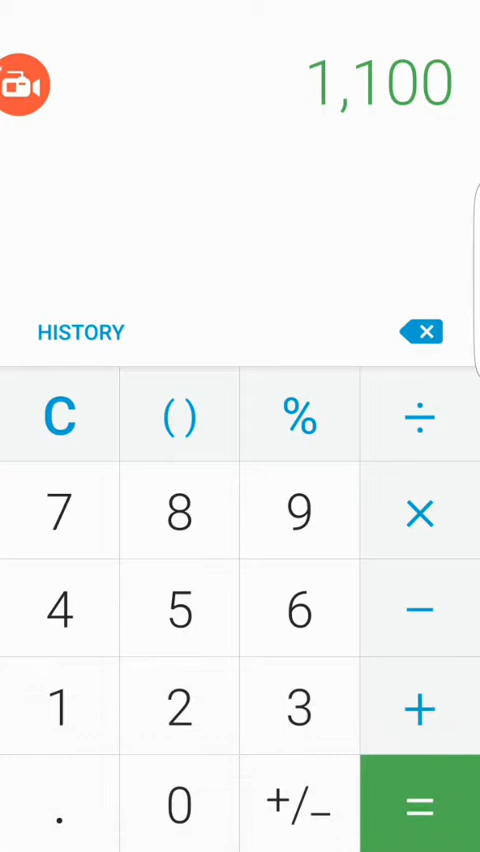 1,100
HISTORY
C ( ) % ÷
7 8 9 ×
4 5 6 −
1 2 3 +
. 0 +/− =